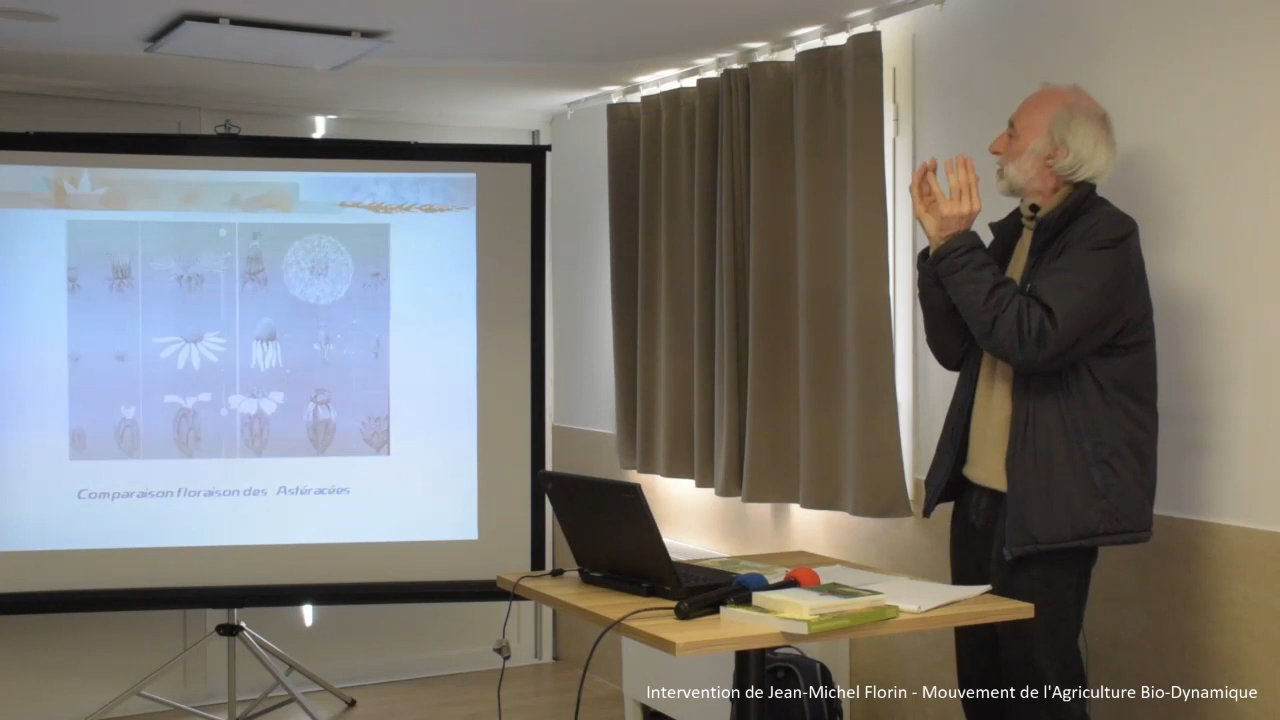 Comparaison floraison des Astéracées
Intervention de Jean-Michel Florin - Mouvement de l'Agriculture Bio-Dynamique